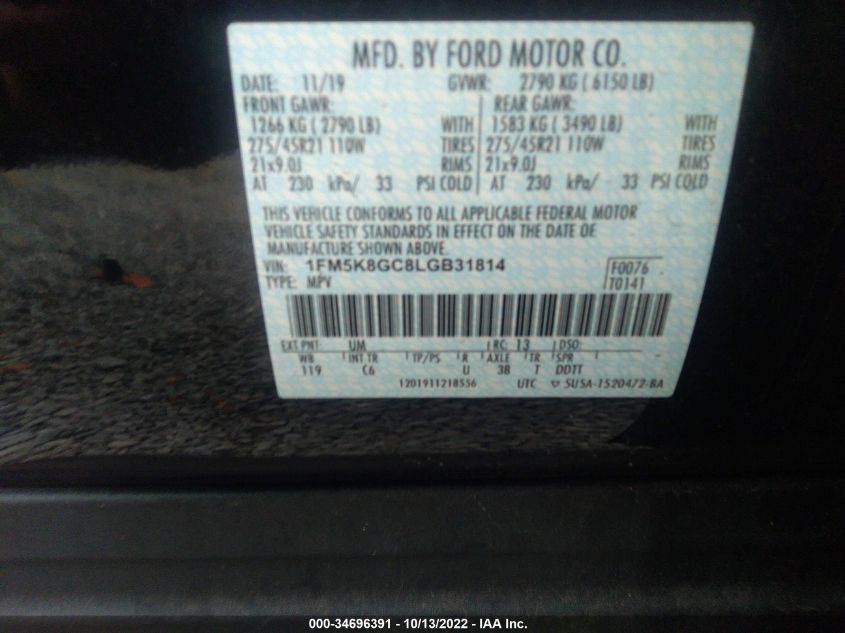 MFD. BY FORD MOTOR CO.
DATE: 11/19 GVWR: 2790 KG ( 6150 LB)
FRONT GAWR: REAR GAWR:
1266 KG ( 2790 LB) WITH 1583 KG ( 3490 LB) WITH
275/45R21 110W TIRES 275/45R21 110W TIRES
21x9.0J RIMS 21x9.0J RIMS
AT 230 kPa/ 33 PSI COLD AT 230 kPa/ 33 PSI COLD
THIS VEHICLE CONFORMS TO ALL APPLICABLE FEDERAL MOTOR
VEHICLE SAFETY STANDARDS IN EFFECT ON THE DATE OF
MANUFACTURE SHOWN ABOVE.
VIN: 1FM5K8GC8LGB31814 F0076
TYPE: MPV T0141
EXT PNT: UM RC: 13 DSO:
WB INT TR TP/PS R AXLE TR SPR
119 C6 U 38 T DDTT
1201911218556 UTC 5U5A-1520472-BA
000-34696391 - 10/13/2022 - IAA Inc.